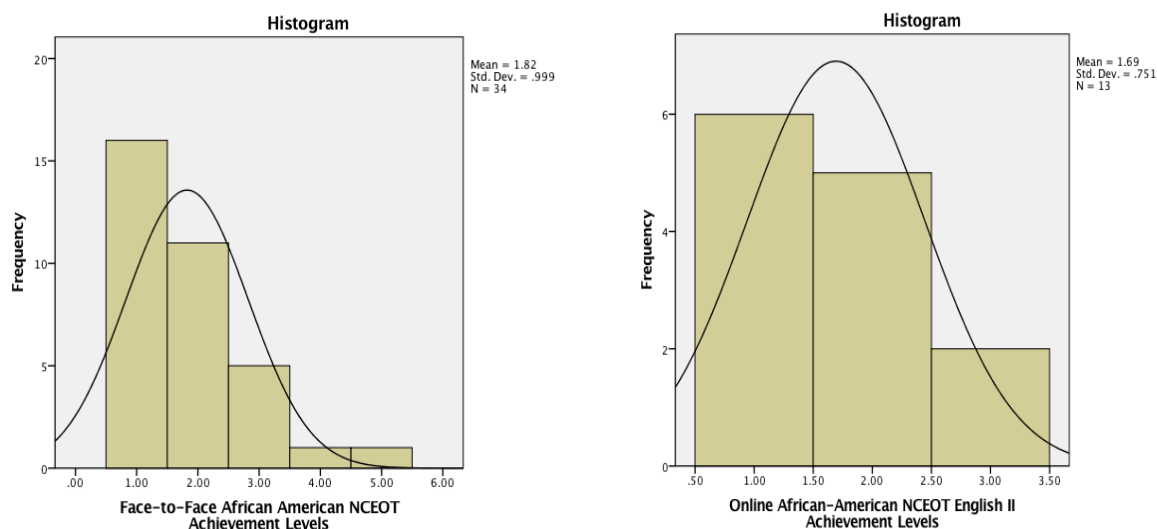 Histogram
20
15
10
5
0
Frequency
.00 1.00 2.00 3.00 4.00 5.00 6.00
Face-to-Face African American NCEOT
Achievement Levels
Mean = 1.82
Std. Dev. = .999
N = 34
Histogram
6
4
2
0
Frequency
.50 1.00 1.50 2.00 2.50 3.00 3.50
Online African-American NCEOT English II
Achievement Levels
Mean = 1.69
Std. Dev. = .751
N = 13